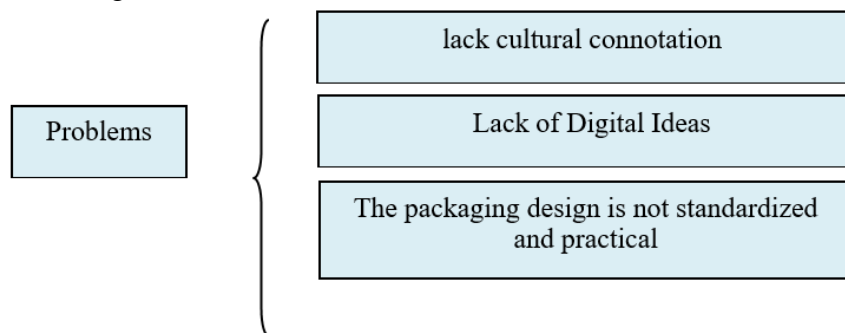 lack cultural connotation
Problems
Lack of Digital Ideas
The packaging design is not standardized
and practical